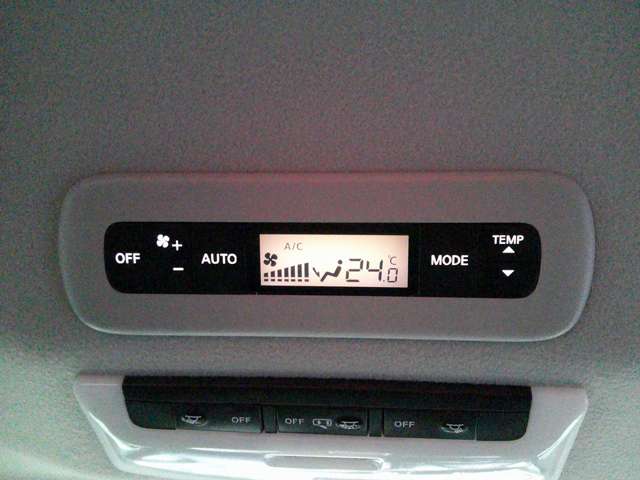 OFF + − AUTO A/C 24.0 °C MODE TEMP
OFF OFF OFF